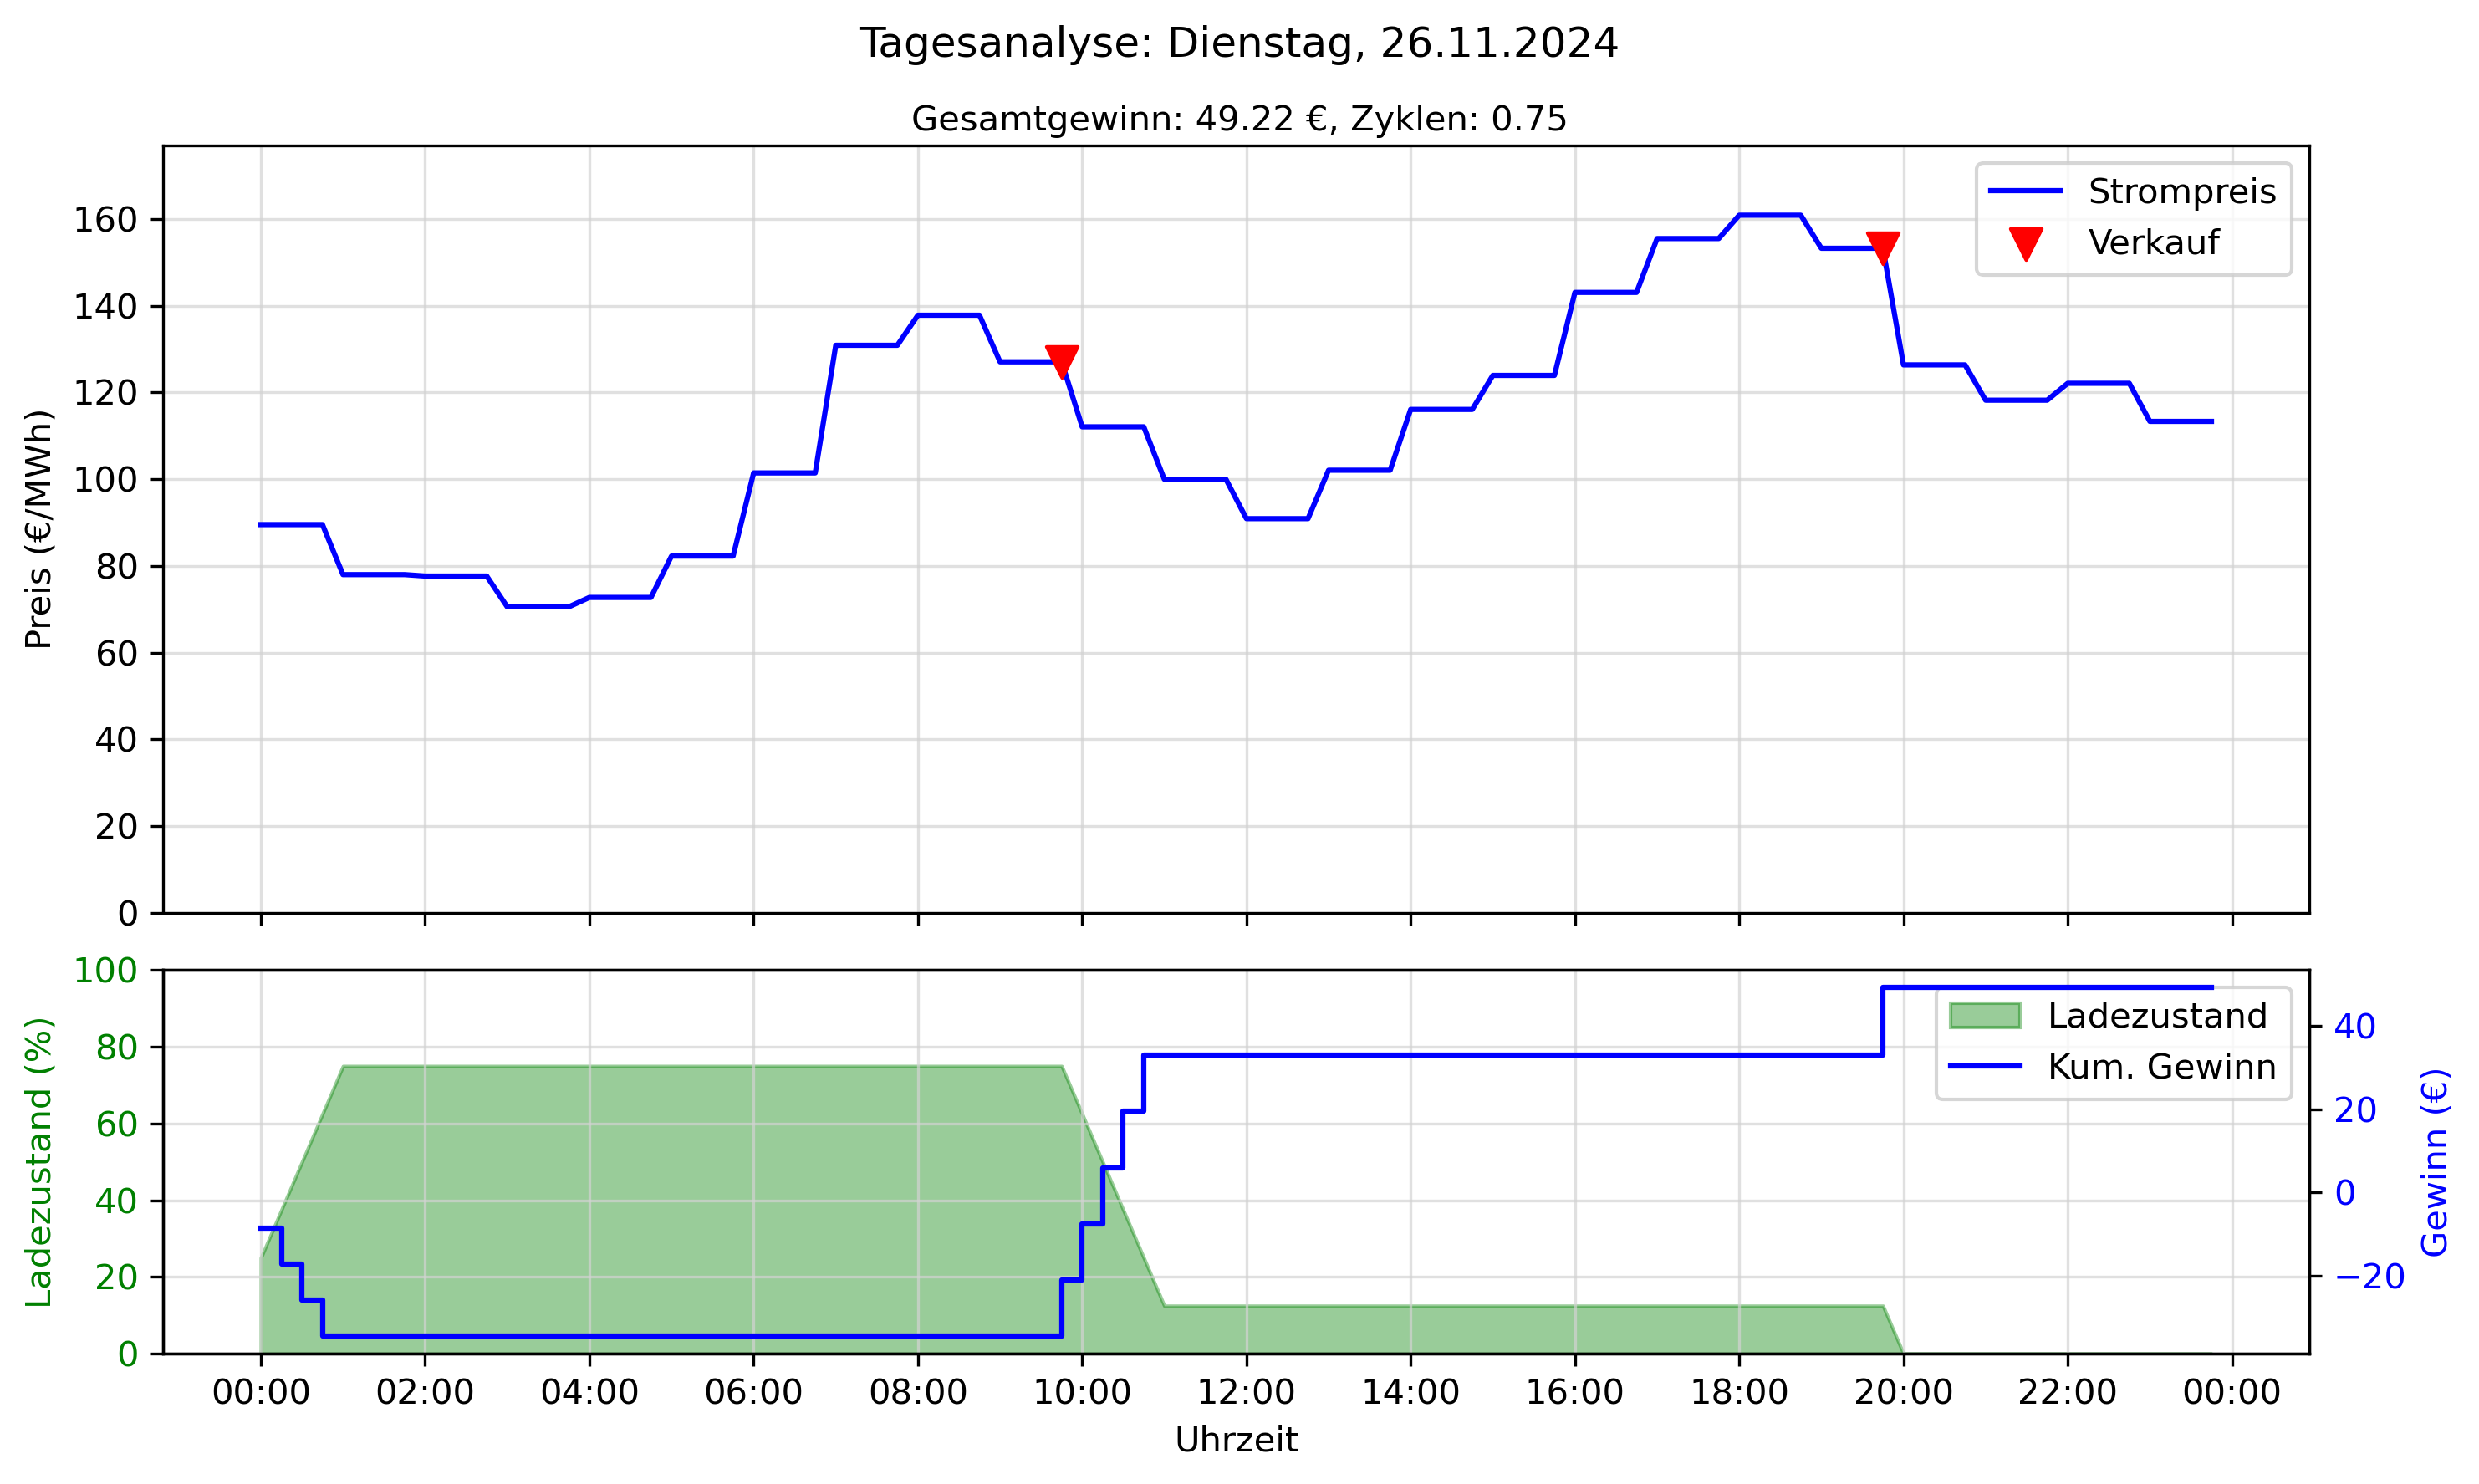 Tagesanalyse: Dienstag, 26.11.2024
Gesamtgewinn: 49.22 €, Zyklen: 0.75
Preis (€/MWh)
160
140
120
100
80
60
40
20
0
Strompreis
Verkauf
Ladezustand (%)
100
80
60
40
20
0
Ladezustand
Kum. Gewinn
40
20
0
−20
Gewinn (€)
00:00 02:00 04:00 06:00 08:00 10:00 12:00 14:00 16:00 18:00 20:00 22:00 00:00
Uhrzeit